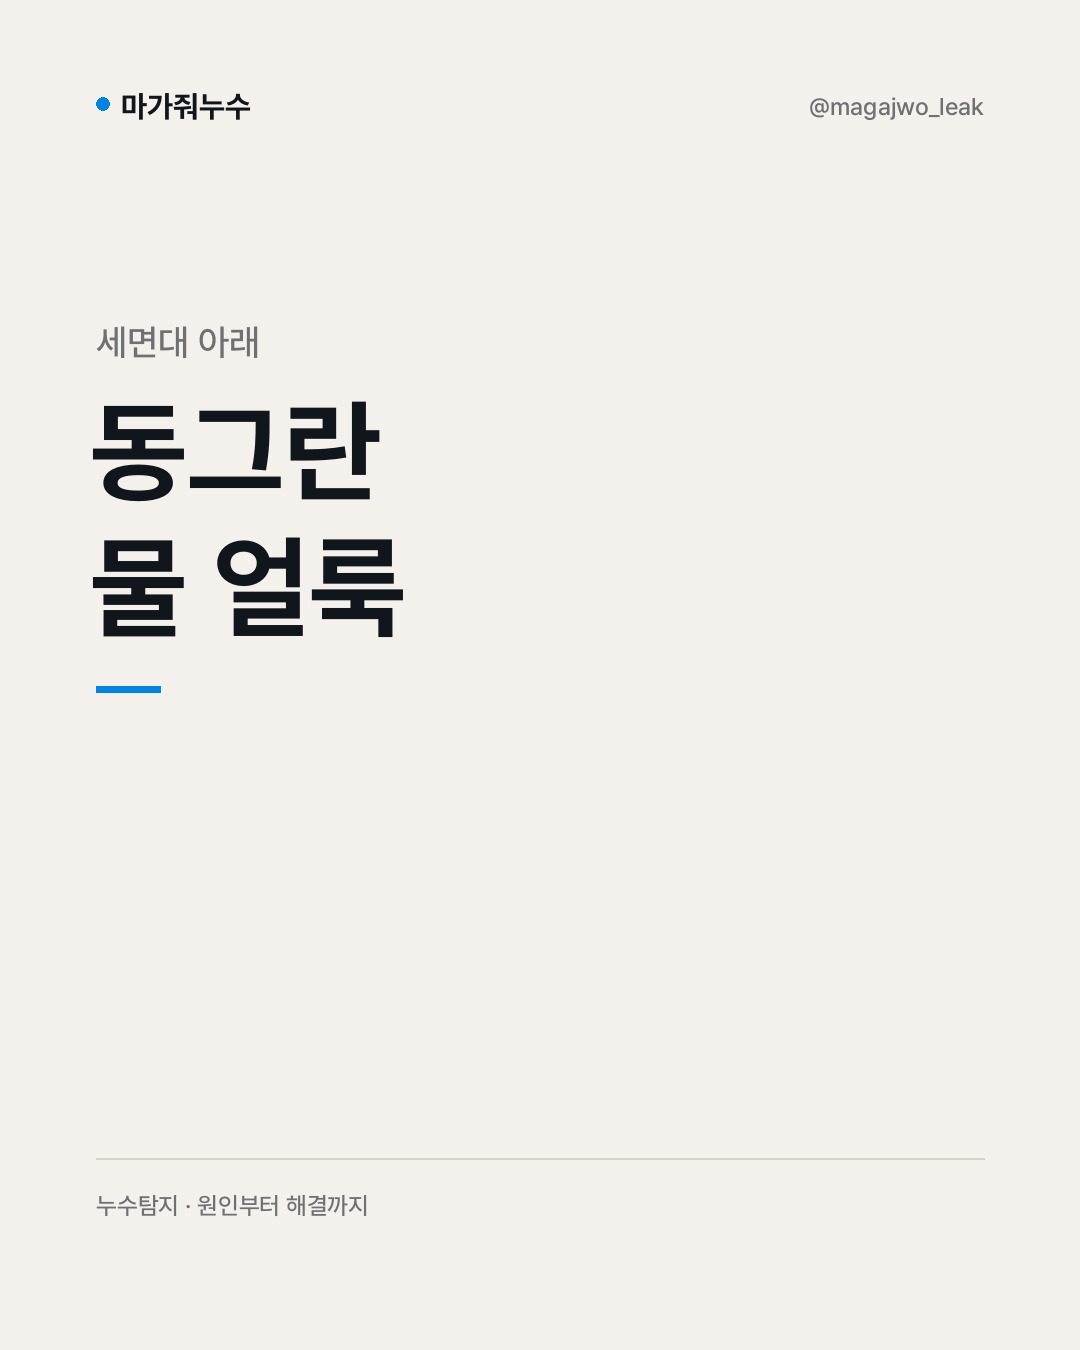 마가줘누수
@magajwo_leak
세면대 아래
동그란
물 얼룩
누수탐지 · 원인부터 해결까지